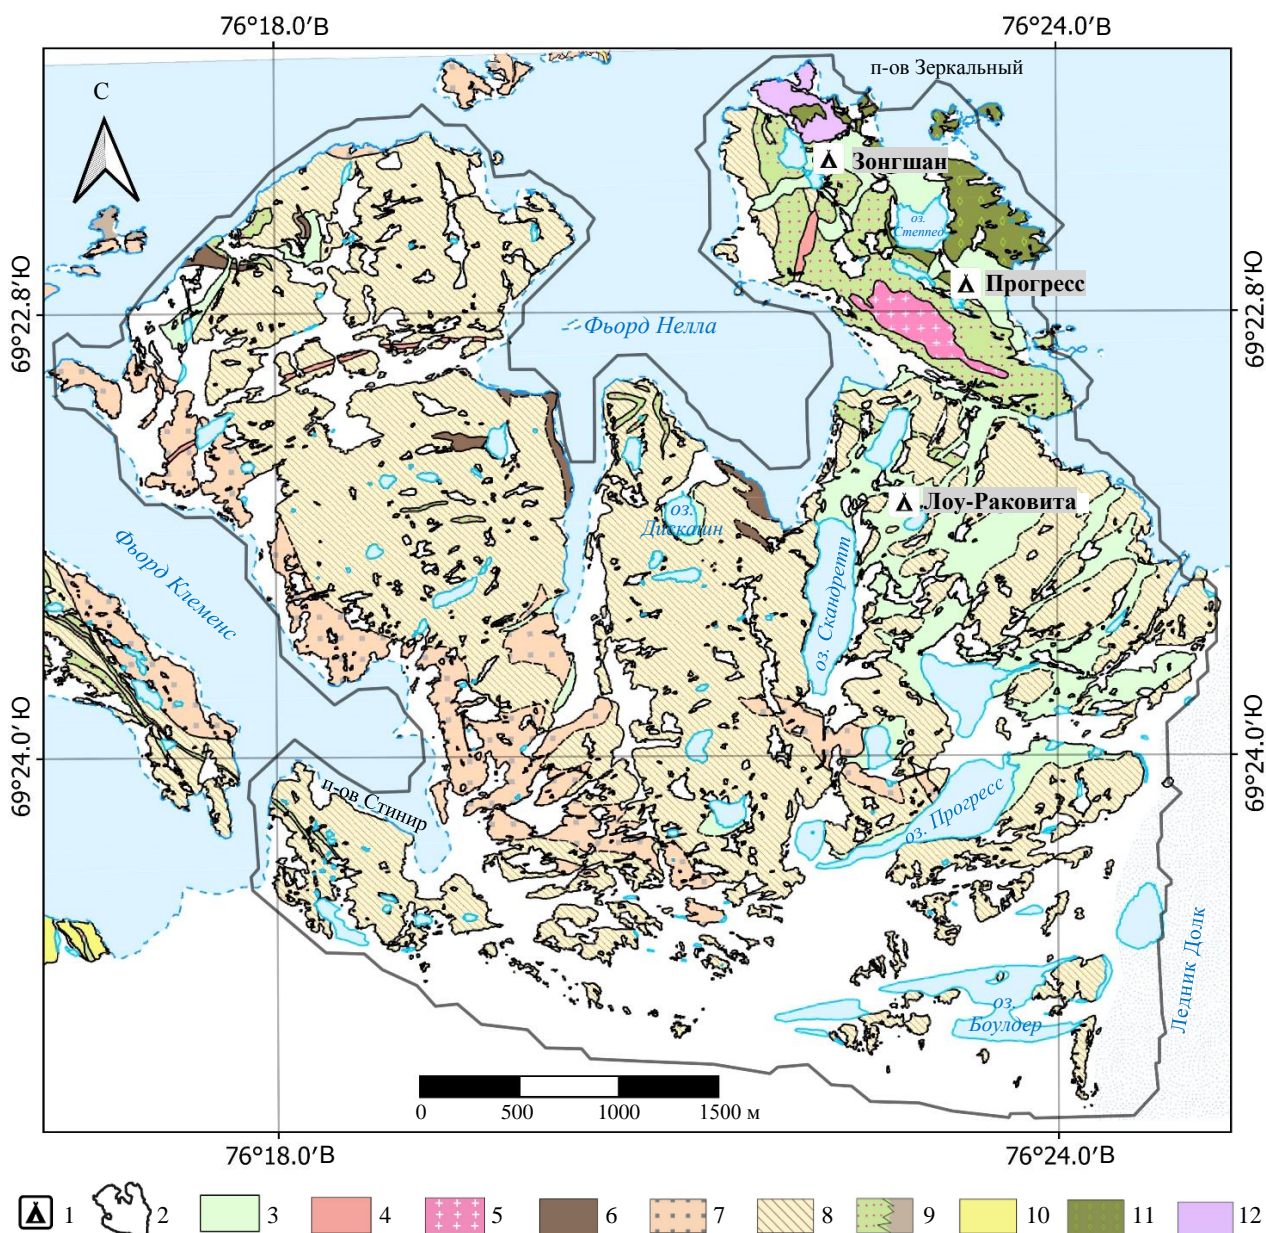 76°18.0'В
76°24.0'В
п-ов Зеркальный
С
Зонгшан
оз.
Степпед
Прогресс
69°22.8'Ю
69°22.8'Ю
Фьорд Нелла
Лоу-Раковита
оз.
Дискашн
Фьорд Клеменс
оз. Скандретт
69°24.0' Ю
69°24.0'Ю
п-ов Стинир
оз. Прогресс
Ледник Долк
оз.
Боулдер
0 500 1000 1500 м
76°18.0'В
76°24.0'В
1 2 3 4 5 6 7 8 9 10 11 12